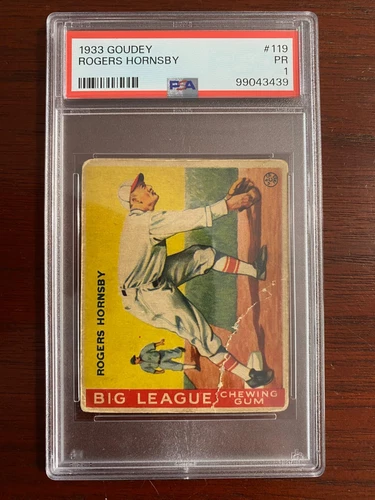 1933 GOUDEY #119
ROGERS HORNSBY PR
1
PSA 99043439
ROGERS HORNSBY
BIG LEAGUE CHEWING GUM